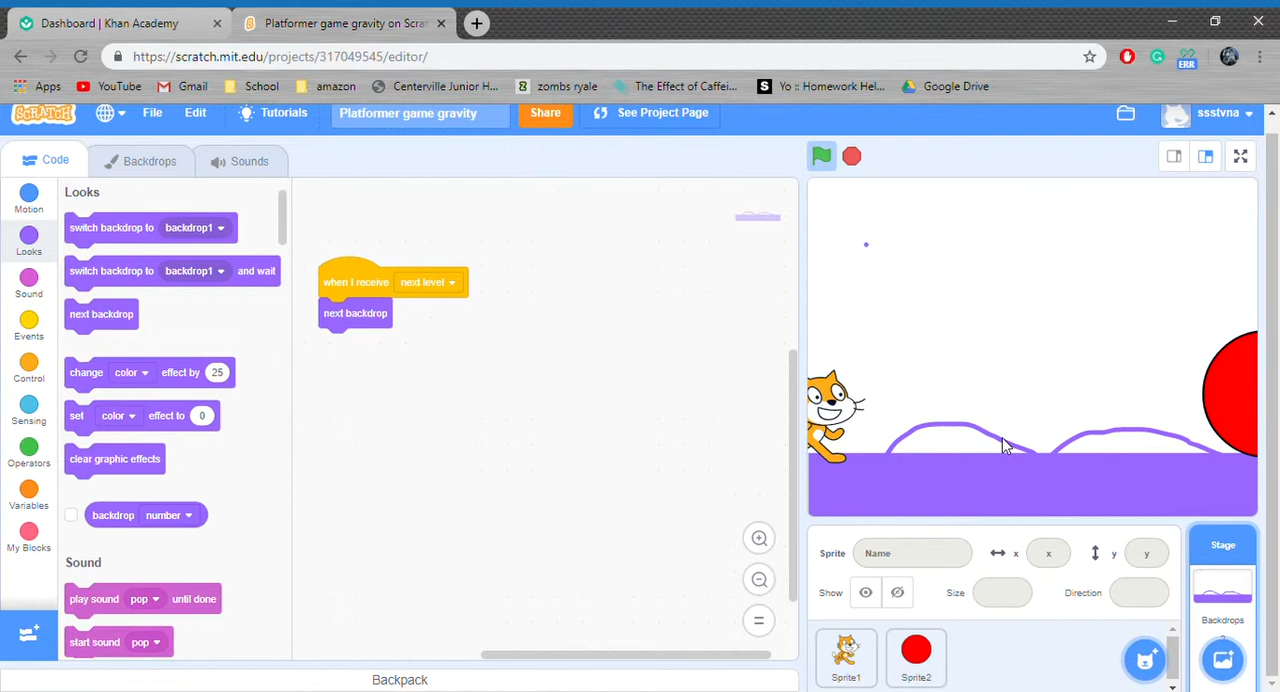 Dashboard | Khan Academy
Platformer game gravity on Scrat
https://scratch.mit.edu/projects/317049545/editor/
ERR
Apps YouTube Gmail School amazon Centerville Junior H... zombs ryale The Effect of Caffei... Yo :: Homework Hel... Google Drive
SCRATCH File Edit Tutorials Platformer game gravity Share See Project Page ssstvna
Code Backdrops Sounds
Motion
Looks
Sound
Events
Control
Sensing
Operators
Variables
My Blocks
Looks
switch backdrop to backdrop1
switch backdrop to backdrop1 and wait
next backdrop
change color effect by 25
set color effect to 0
clear graphic effects
backdrop number
Sound
play sound pop until done
start sound pop
when I receive next level
next backdrop
Sprite Name x x y y
Show Size Direction
Sprite1 Sprite2
Stage
Backdrops
Backpack